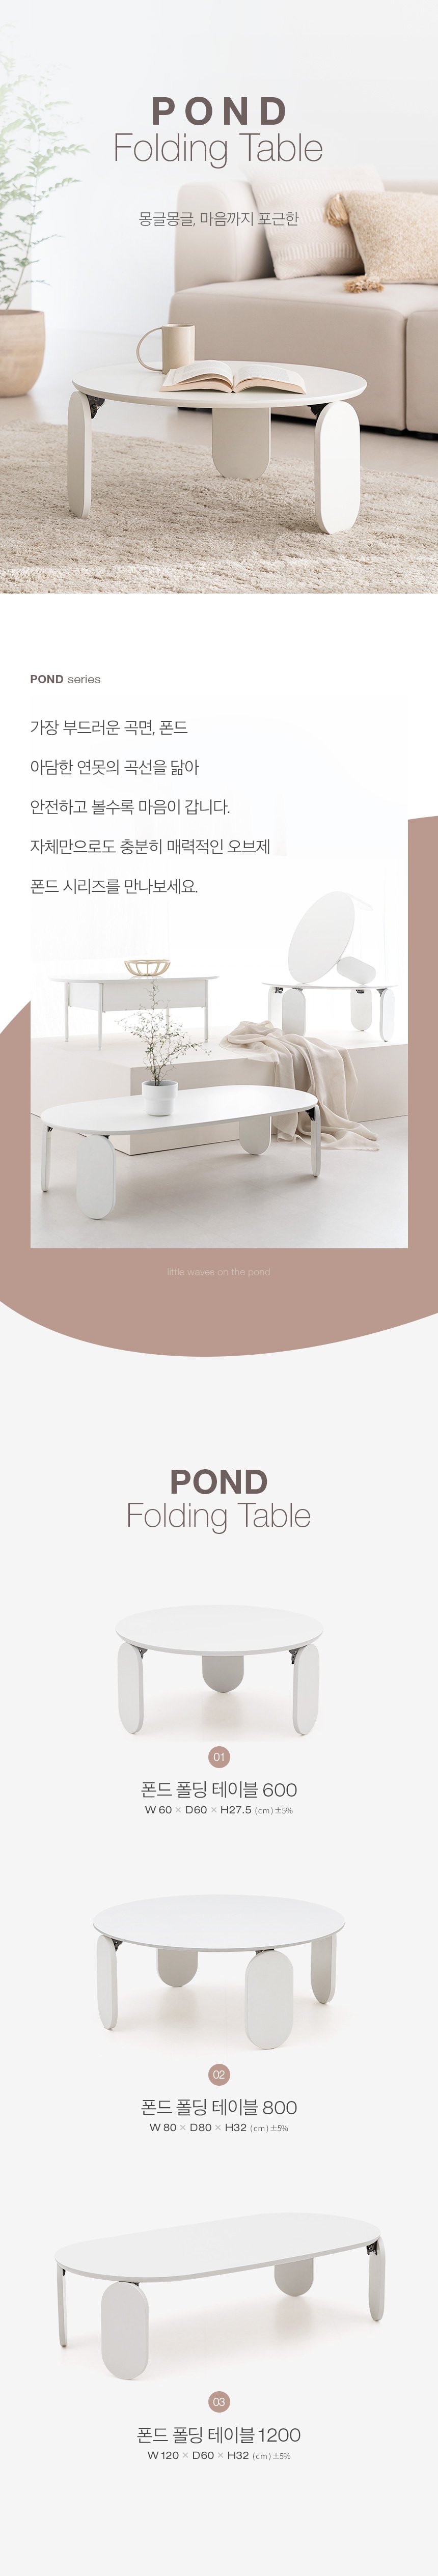 POND
Folding Table
몽글몽글, 마음까지 포근한
POND series
가장 부드러운 곡면, 폰드
아담한 연못의 곡선을 닮아
안전하고 볼수록 마음이 갑니다.
자체만으로도 충분히 매력적인 오브제
폰드 시리즈를 만나보세요.
little waves on the pond
POND
Folding Table
01
폰드 폴딩 테이블 600
W 60 × D60 × H27.5 (cm) ±5%
02
폰드 폴딩 테이블 800
W 80 × D80 × H32 (cm) ±5%
03
폰드 폴딩 테이블 1200
W 120 × D60 × H32 (cm) ±5%